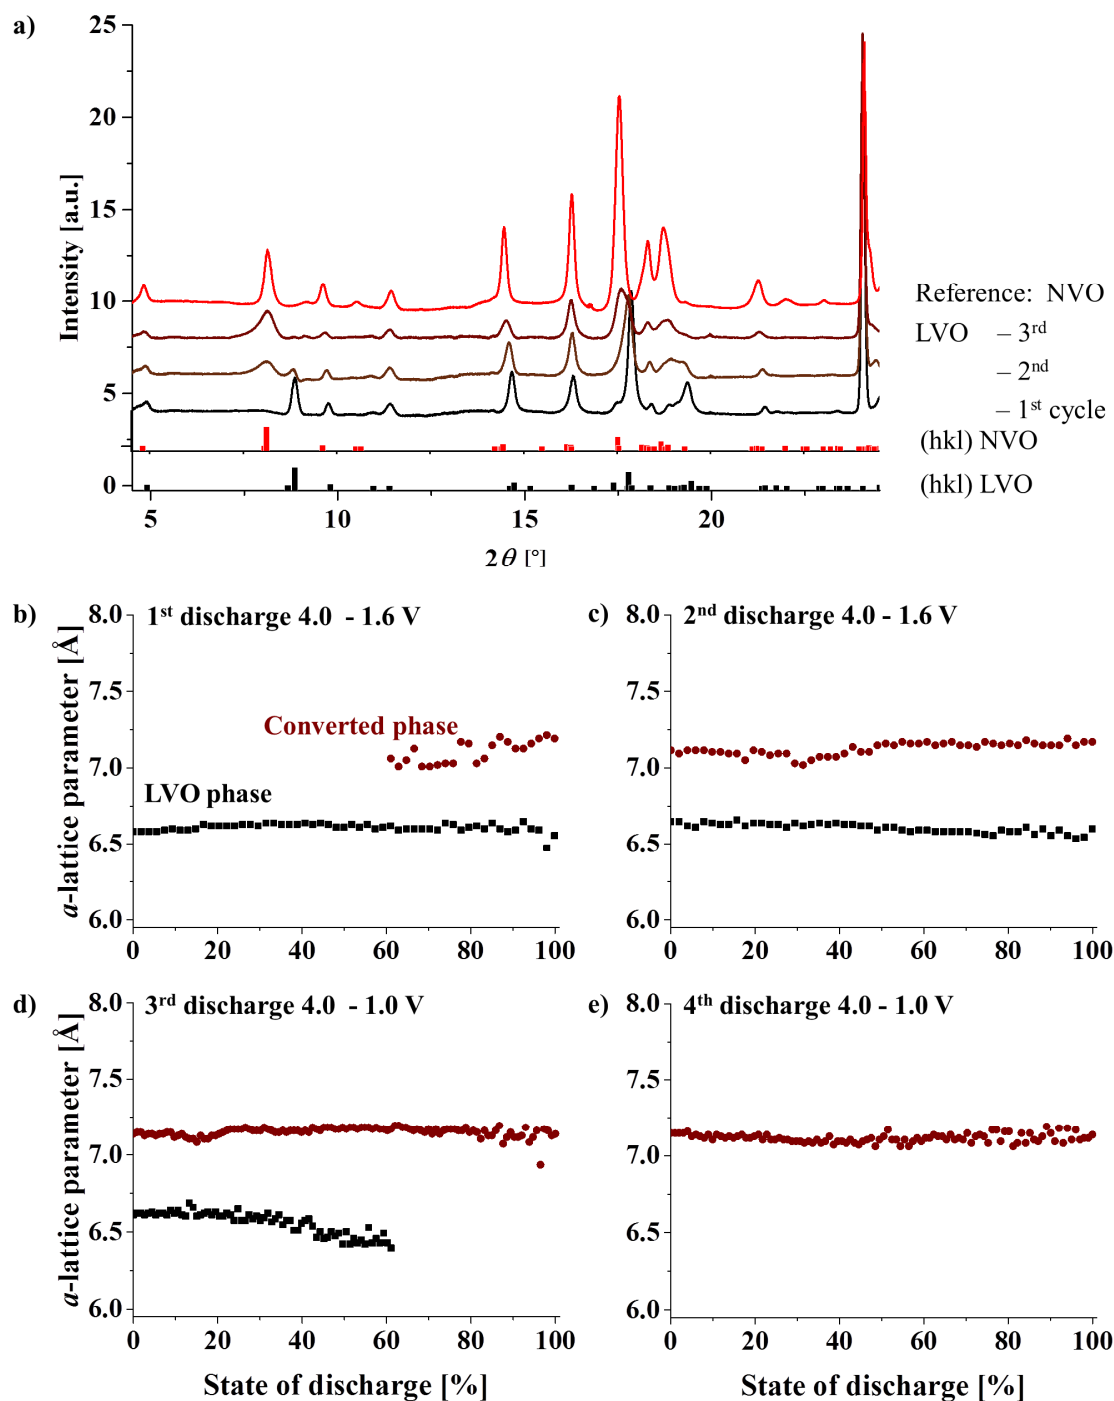 a)
25
20
15
10
5
0
Intensity [a.u.]
Reference: NVO
LVO – 3rd
– 2nd
– 1st cycle
(hkl) NVO
(hkl) LVO
5 10 15 20
2θ [°]
b)
1st discharge 4.0 - 1.6 V
8.0
7.5
7.0
6.5
6.0
a-lattice parameter [Å]
Converted phase
LVO phase
0 20 40 60 80 100
c)
2nd discharge 4.0 - 1.6 V
8.0
7.5
7.0
6.5
6.0
0 20 40 60 80 100
d)
3rd discharge 4.0 - 1.0 V
8.0
7.5
7.0
6.5
6.0
a-lattice parameter [Å]
0 20 40 60 80 100
State of discharge [%]
e)
4th discharge 4.0 - 1.0 V
8.0
7.5
7.0
6.5
6.0
0 20 40 60 80 100
State of discharge [%]